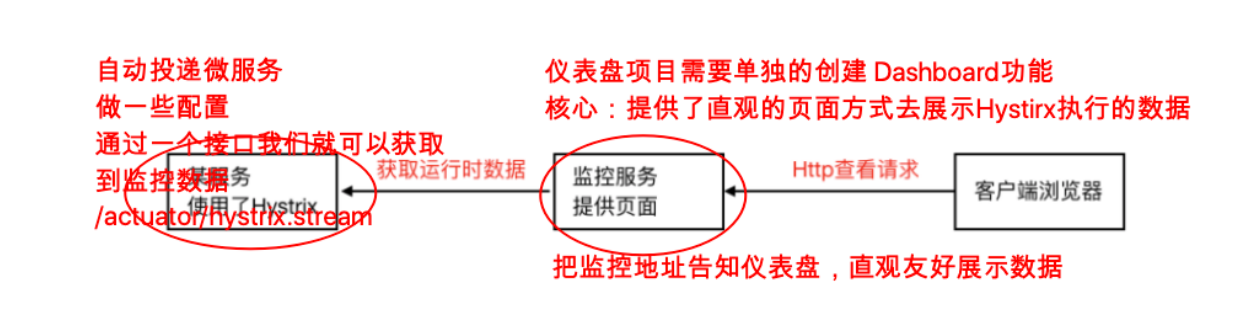 自动投递微服务
做一些配置
通过一个接口我们就可以获取
到监控数据
/actuator/hystrix.stream
某服务
使用了Hystrix
获取运行时数据
仪表盘项目需要单独的创建 Dashboard功能
核心：提供了直观的页面方式去展示Hystirx执行的数据
监控服务
提供页面
Http查看请求
客户端浏览器
把监控地址告知仪表盘，直观友好展示数据